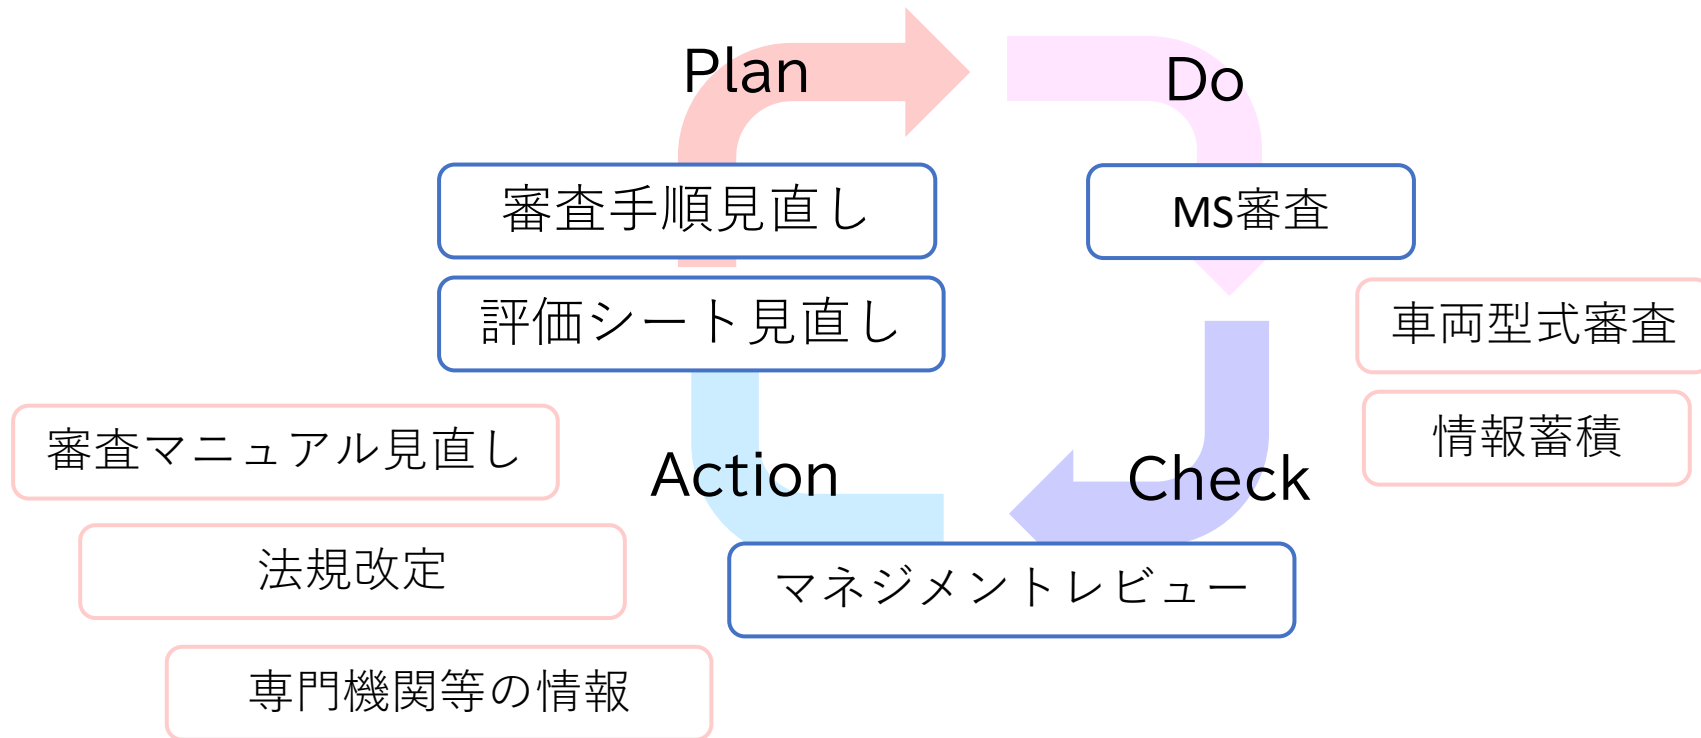 Plan
Do
審査手順見直し
MS審査
評価シート見直し
車両型式審査
情報蓄積
審査マニュアル見直し
Action
Check
法規改定
マネジメントレビュー
専門機関等の情報